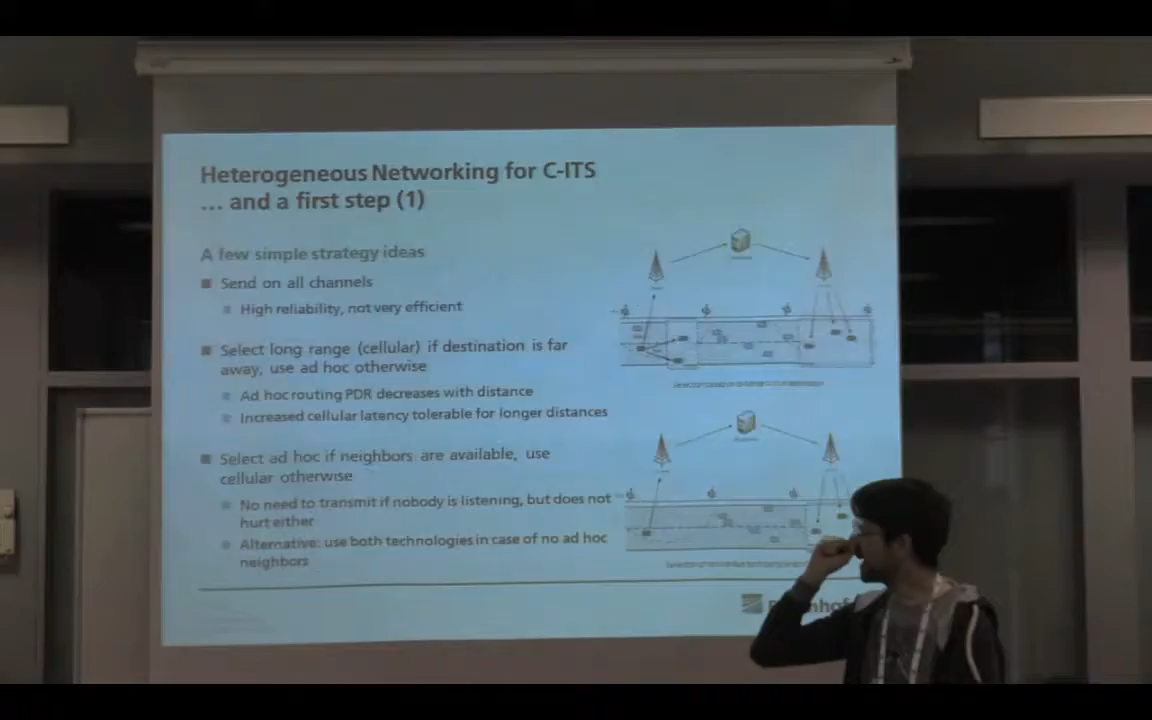 Heterogeneous Networking for C-ITS
... and a first step (1)
A few simple strategy ideas
Send on all channels
High reliability, not very efficient
Select long range (cellular) if destination is far
away, use ad hoc otherwise
Ad hoc routing PDR decreases with distance
Increased cellular latency tolerable for longer distances
Select ad hoc if neighbors are available, use
cellular otherwise
No need to transmit if nobody is listening, but does not
hurt either
Alternative: use both technologies in case of no ad hoc
neighbors